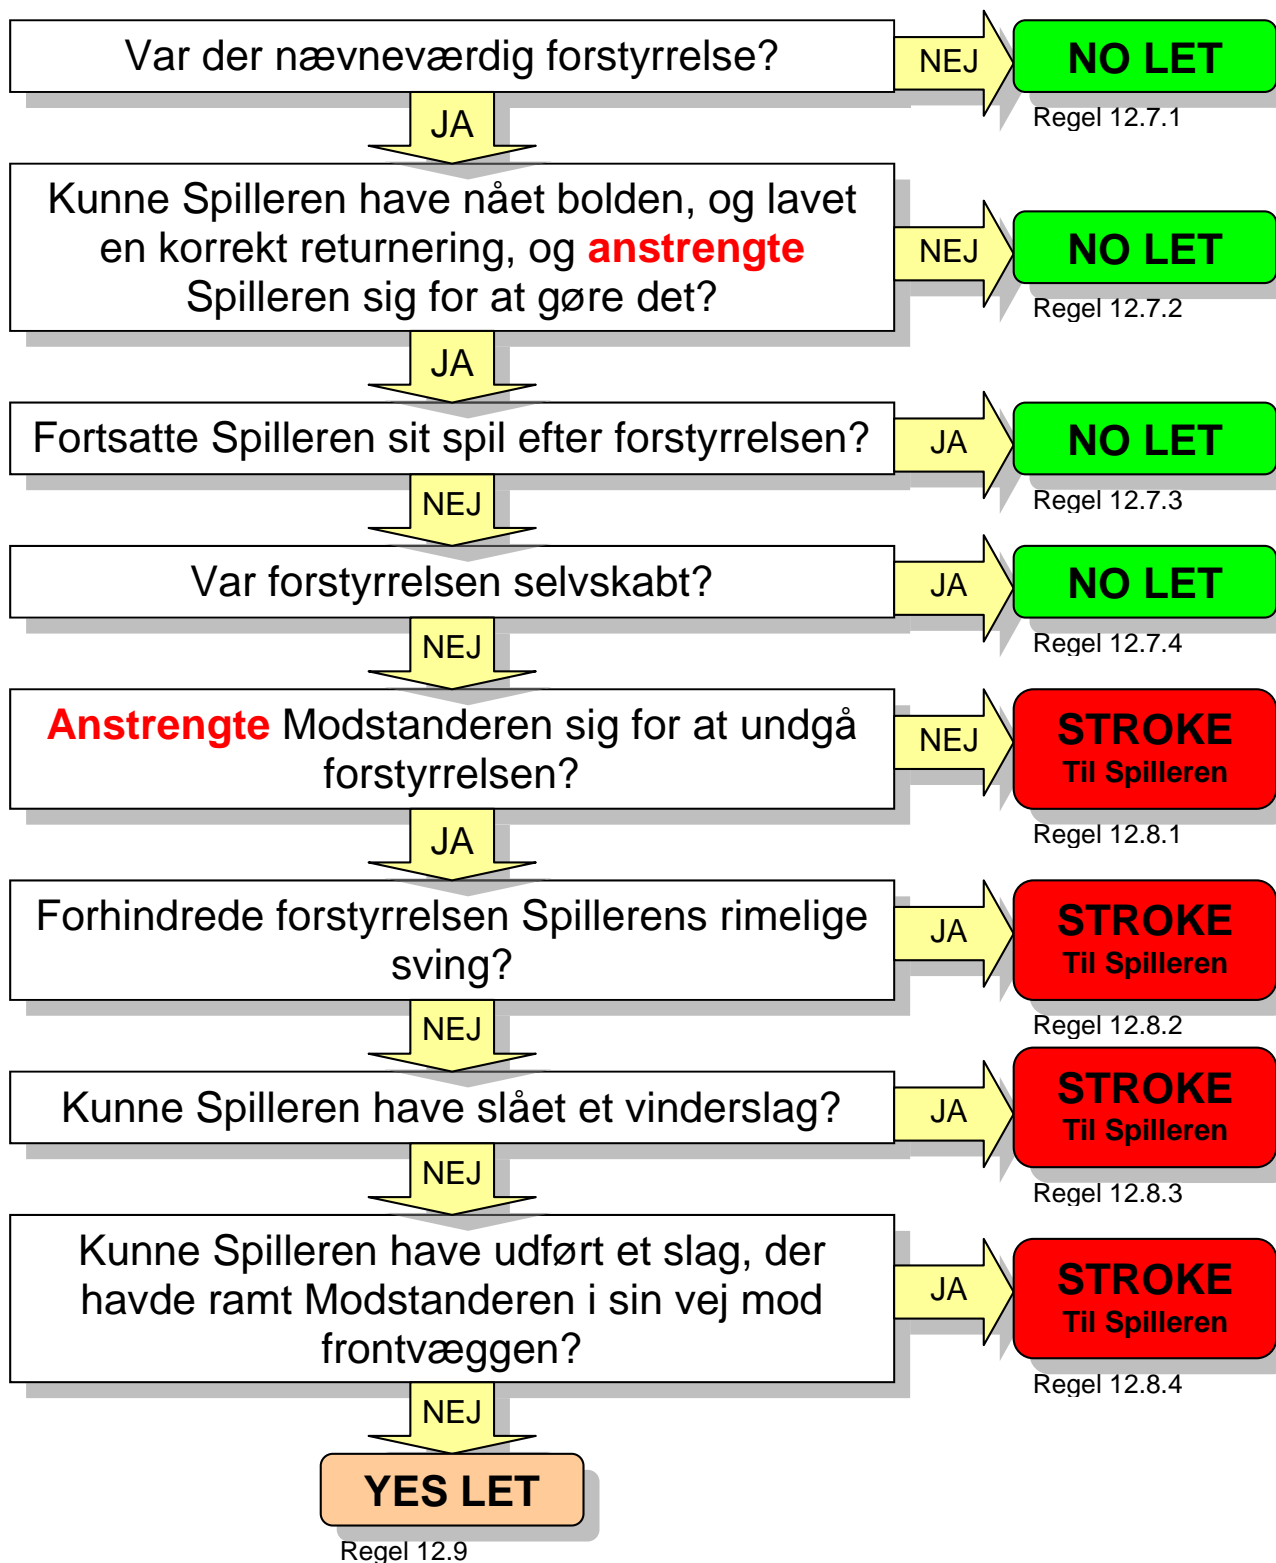 Var der nævneværdig forstyrrelse?
NEJ
NO LET
Regel 12.7.1
JA
Kunne Spilleren have nået bolden, og lavet
en korrekt returnering, og anstrengte
Spilleren sig for at gøre det?
NEJ
NO LET
Regel 12.7.2
JA
Fortsatte Spilleren sit spil efter forstyrrelsen?
JA
NO LET
Regel 12.7.3
NEJ
Var forstyrrelsen selvskabt?
JA
NO LET
Regel 12.7.4
NEJ
Anstrengte Modstanderen sig for at undgå
forstyrrelsen?
NEJ
STROKE
Til Spilleren
Regel 12.8.1
JA
Forhindrede forstyrrelsen Spillerens rimelige
sving?
JA
STROKE
Til Spilleren
Regel 12.8.2
NEJ
Kunne Spilleren have slået et vinderslag?
JA
STROKE
Til Spilleren
Regel 12.8.3
NEJ
Kunne Spilleren have udført et slag, der
havde ramt Modstanderen i sin vej mod
frontvæggen?
JA
STROKE
Til Spilleren
Regel 12.8.4
NEJ
YES LET
Regel 12.9